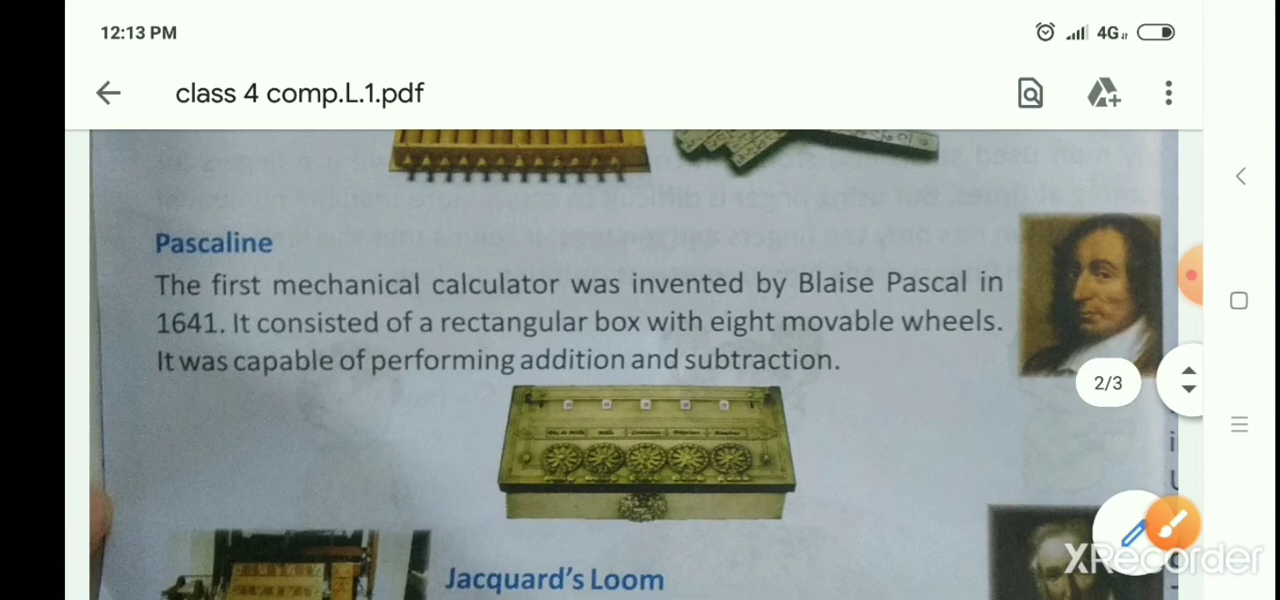 12:13 PM
4G
class 4 comp.L.1.pdf
Pascaline
The first mechanical calculator was invented by Blaise Pascal in
1641. It consisted of a rectangular box with eight movable wheels.
It was capable of performing addition and subtraction.
2/3
Jacquard's Loom
XRecorder